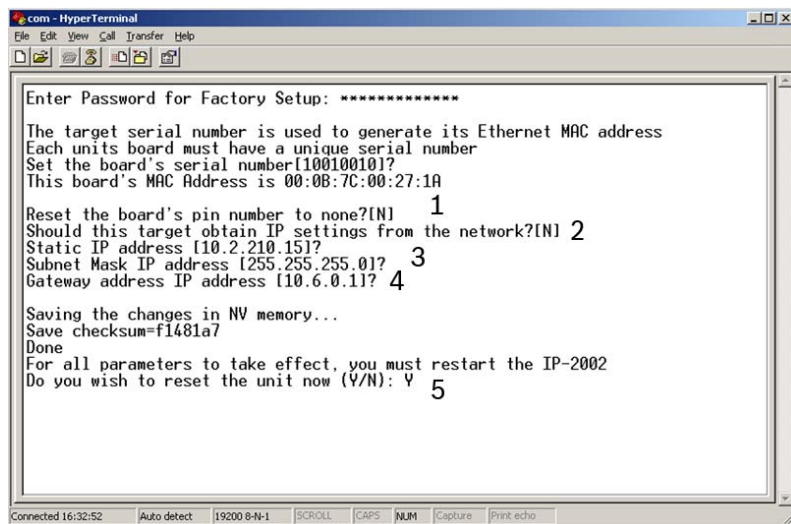 com - HyperTerminal
File Edit View Call Transfer Help
Enter Password for Factory Setup: *************
The target serial number is used to generate its Ethernet MAC address
Each units board must have a unique serial number
Set the board's serial number[10010010]?
This board's MAC Address is 00:0B:7C:00:27:1A
1
Reset the board's pin number to none?[N]
Should this target obtain IP settings from the network?[N] 2
Static IP address [10.2.210.15]?
Subnet Mask IP address [255.255.255.0]? 3
Gateway address IP address [10.6.0.1]? 4
Saving the changes in NV memory...
Save checksum=f1481a7
Done
For all parameters to take effect, you must restart the IP-2002
Do you wish to reset the unit now (Y/N): Y 5
Connected 16:32:52 Auto detect 19200 8-N-1 SCROLL CAPS NUM Capture Print echo